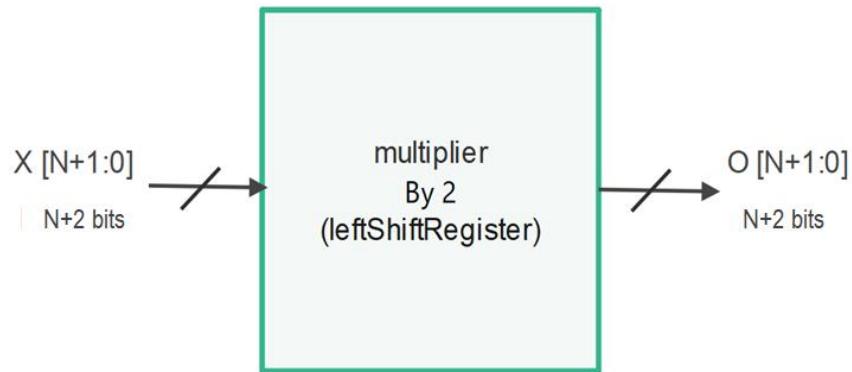 X [N+1:0]
N+2 bits
multiplier
By 2
(leftShiftRegister)
O [N+1:0]
N+2 bits